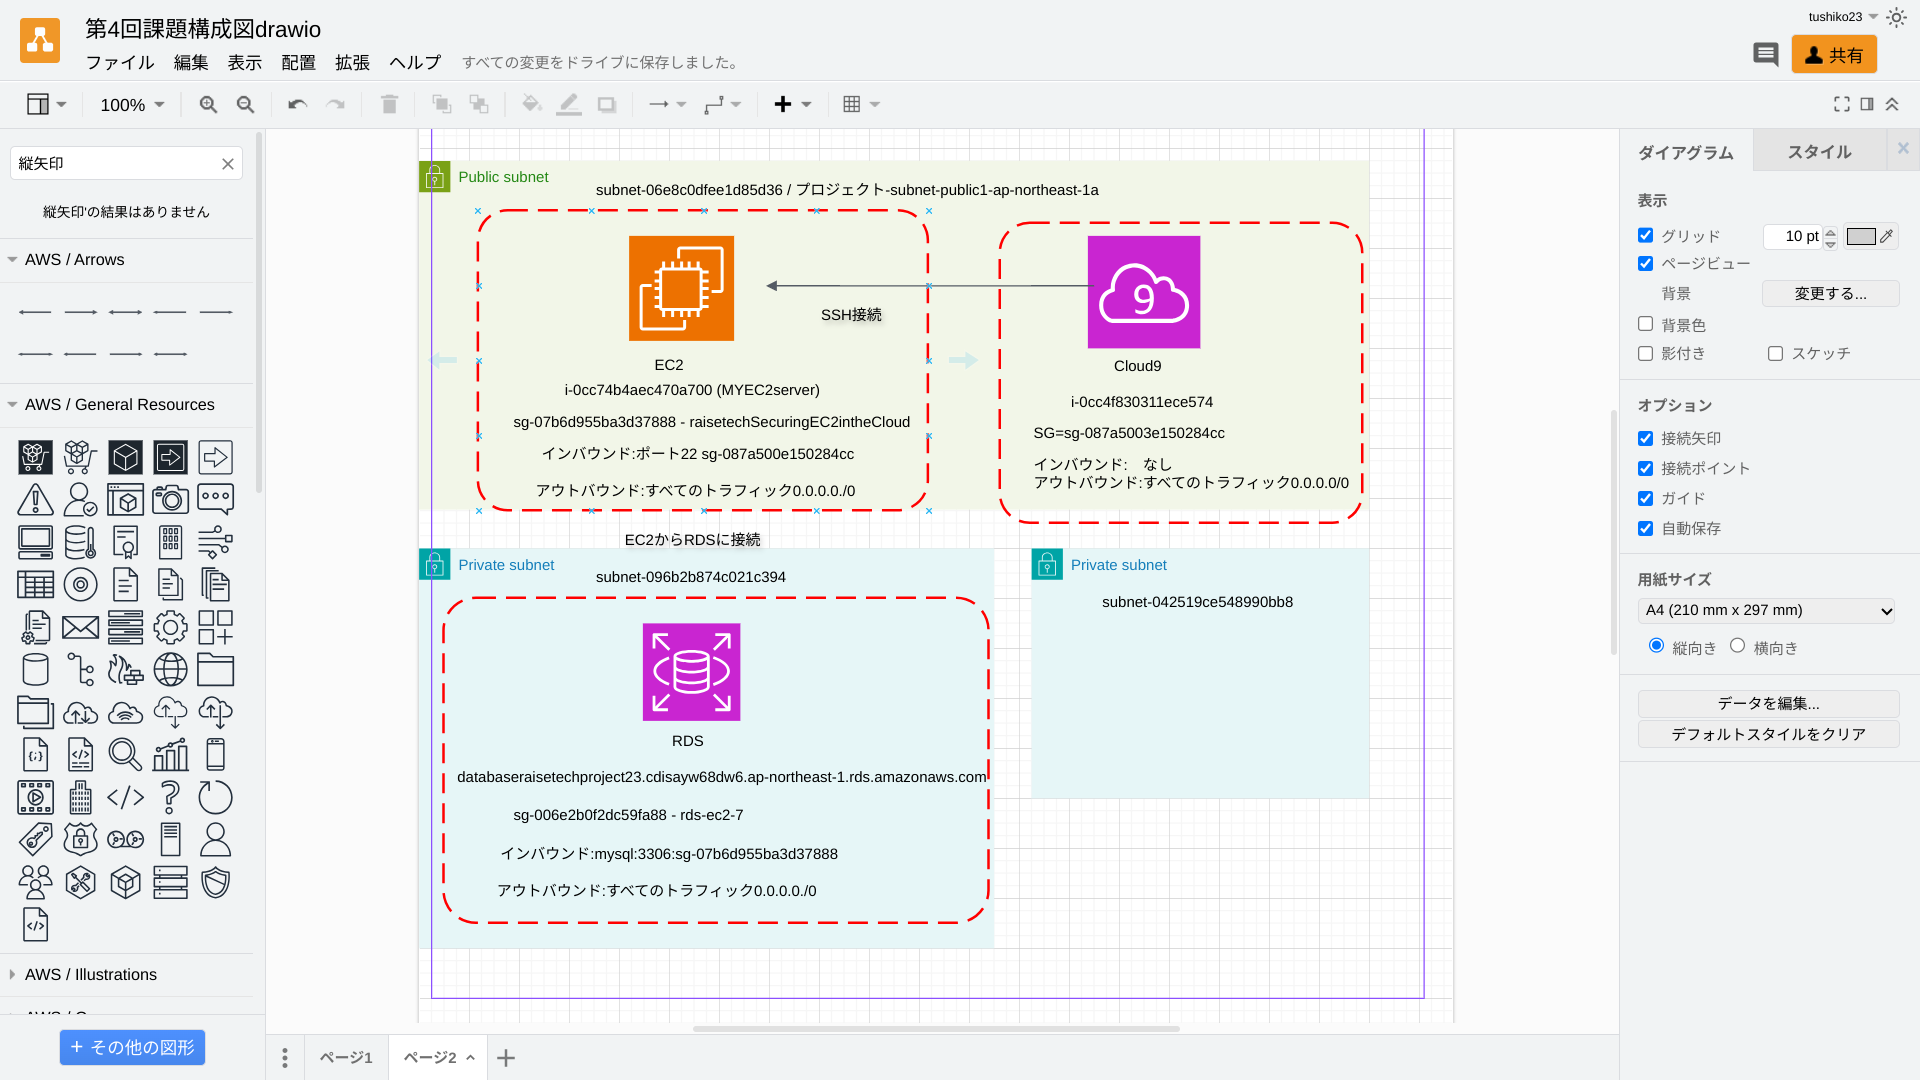 第4回課題構成図drawio
tushiko23
ファイル 編集 表示 配置 拡張 ヘルプ すべての変更をドライブに保存しました。
共有
100%
縦矢印
縦矢印'の結果はありません
AWS / Arrows
AWS / General Resources
AWS / Illustrations
その他の図形
Public subnet
subnet-06e8c0dfee1d85d36 / プロジェクト-subnet-public1-ap-northeast-1a
SSH接続
EC2
i-0cc74b4aec470a700 (MYEC2server)
sg-07b6d955ba3d37888 - raisetechSecuringEC2intheCloud
インバウンド:ポート22 sg-087a500e150284cc
アウトバウンド:すべてのトラフィック0.0.0.0./0
9
Cloud9
i-0cc4f830311ece574
SG=sg-087a5003e150284cc
インバウンド: なし
アウトバウンド:すべてのトラフィック0.0.0.0/0
EC2からRDSに接続
Private subnet
subnet-096b2b874c021c394
RDS
databaseraisetechproject23.cdisayw68dw6.ap-northeast-1.rds.amazonaws.com
sg-006e2b0f2dc59fa88 - rds-ec2-7
インバウンド:mysql:3306:sg-07b6d955ba3d37888
アウトバウンド:すべてのトラフィック0.0.0.0./0
Private subnet
subnet-042519ce548990bb8
ページ1
ページ2
ダイアグラム
スタイル
表示
グリッド 10 pt
ページビュー
背景 変更する...
背景色
影付き スケッチ
オプション
接続矢印
接続ポイント
ガイド
自動保存
用紙サイズ
A4 (210 mm x 297 mm)
縦向き 横向き
データを編集...
デフォルトスタイルをクリア